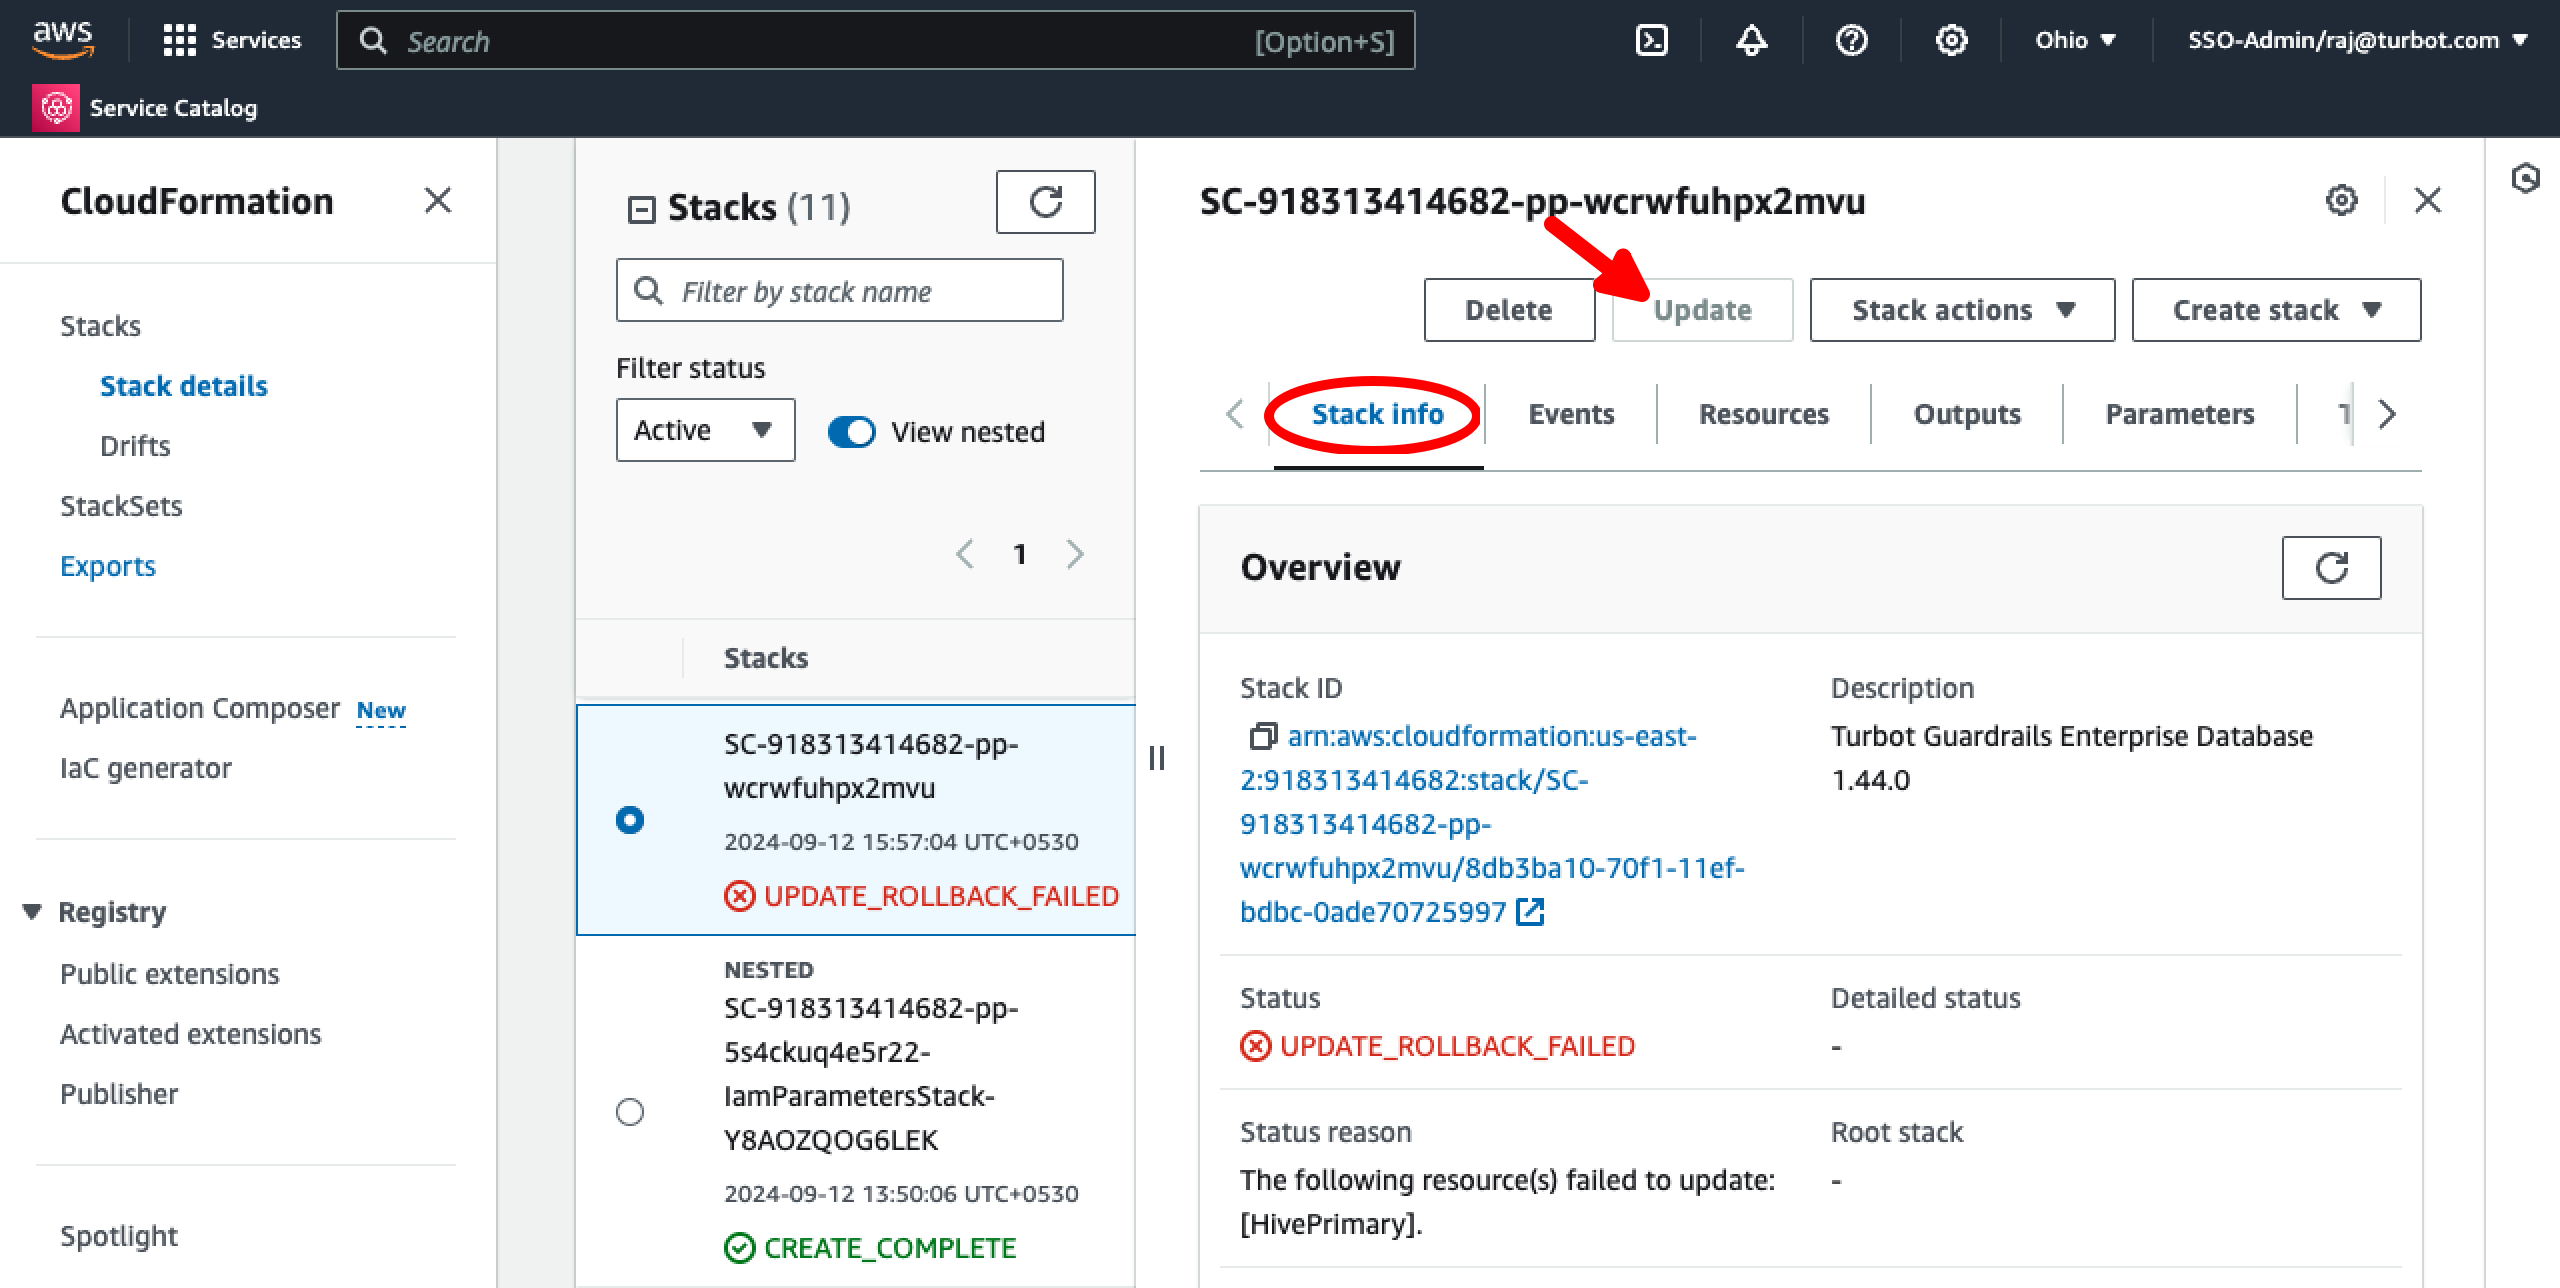 aws
Services
Search
[Option+S]
Ohio
SSO-Admin/raj@turbot.com
Service Catalog
CloudFormation
Stacks
Stack details
Drifts
StackSets
Exports
Application Composer New
IaC generator
Registry
Public extensions
Activated extensions
Publisher
Spotlight
Stacks (11)
Filter by stack name
Filter status
Active
View nested
1
Stacks
SC-918313414682-pp-
wcrwfuhpx2mvu
2024-09-12 15:57:04 UTC+0530
UPDATE_ROLLBACK_FAILED
NESTED
SC-918313414682-pp-
5s4ckuq4e5r22-
IamParametersStack-
Y8AOZQOG6LEK
2024-09-12 13:50:06 UTC+0530
CREATE_COMPLETE
SC-918313414682-pp-wcrwfuhpx2mvu
Delete
Update
Stack actions
Create stack
Stack info
Events
Resources
Outputs
Parameters
Overview
Stack ID
arn:aws:cloudformation:us-east-
2:918313414682:stack/SC-
918313414682-pp-
wcrwfuhpx2mvu/8db3ba10-70f1-11ef-
bdbc-0ade70725997
Description
Turbot Guardrails Enterprise Database
1.44.0
Status
UPDATE_ROLLBACK_FAILED
Detailed status
-
Status reason
The following resource(s) failed to update:
[HivePrimary].
Root stack
-